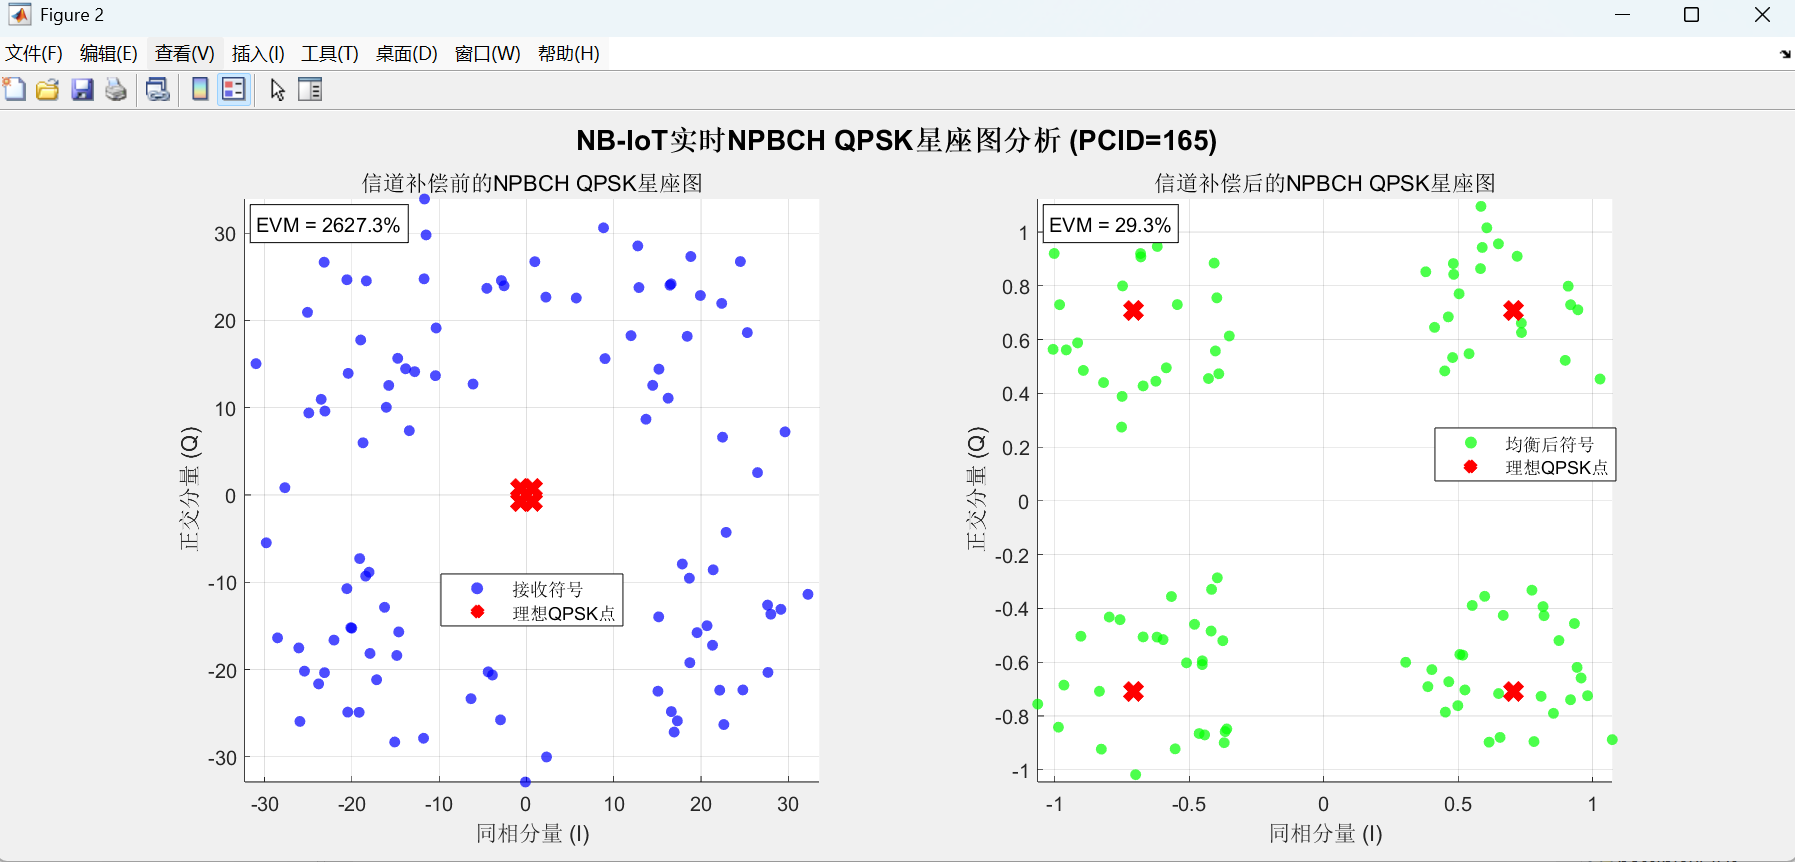 Figure 2
文件(F) 编辑(E) 查看(V) 插入(I) 工具(T) 桌面(D) 窗口(W) 帮助(H)
NB-IoT实时NPBCH QPSK星座图分析 (PCID=165)
信道补偿前的NPBCH QPSK星座图
EVM = 2627.3%
30
20
10
0
-10
-20
-30
正交分量 (Q)
接收符号
理想QPSK点
-30 -20 -10 0 10 20 30
同相分量 (I)
信道补偿后的NPBCH QPSK星座图
EVM = 29.3%
1
0.8
0.6
0.4
0.2
0
-0.2
-0.4
-0.6
-0.8
-1
正交分量 (Q)
均衡后符号
理想QPSK点
-1 -0.5 0 0.5 1
同相分量 (I)